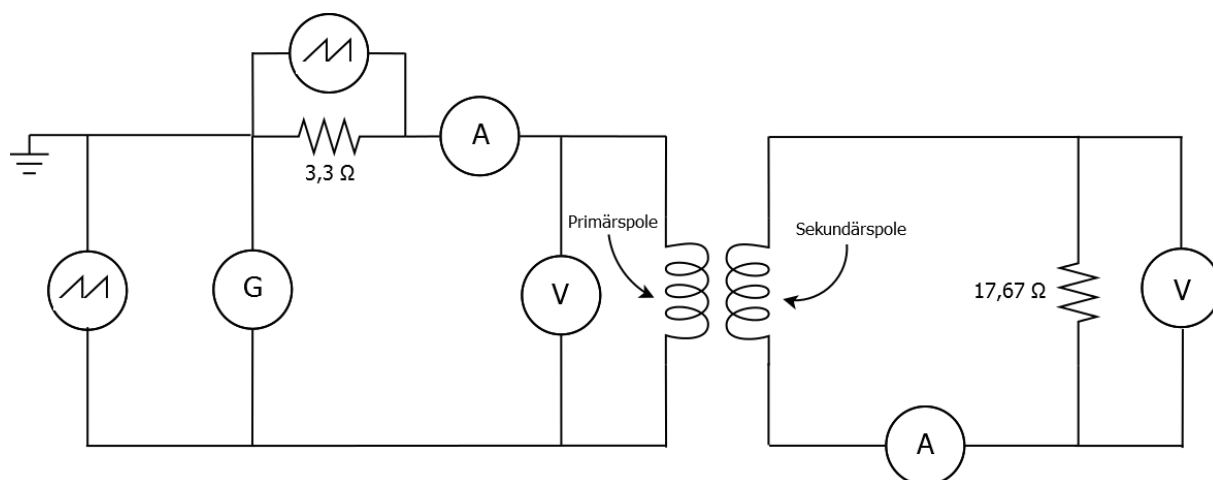 A
3,3 Ω
Primärspole
Sekundärspole
G
V
17,67 Ω
V
A